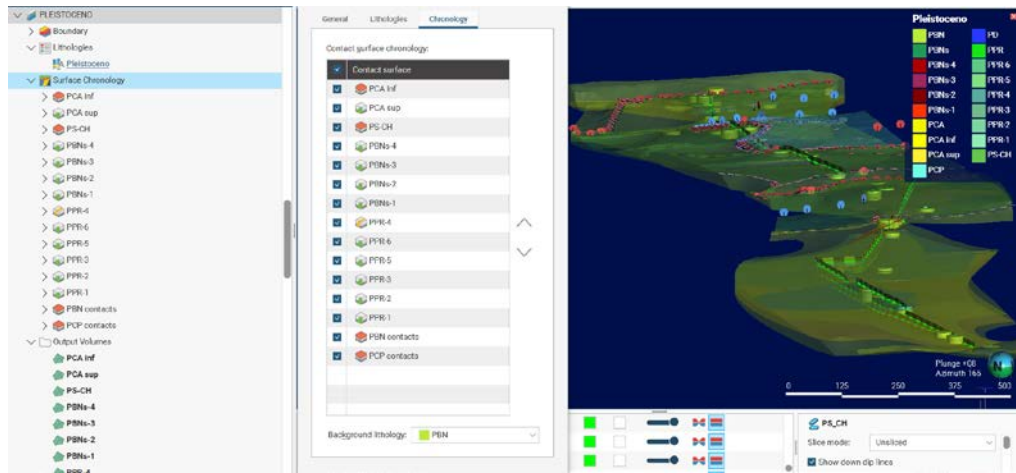 PLEISTOCENO
Boundary
Lithologies
Pleistoceno
Surface Chronology
PCA Inf
PCA sup
PS-CH
PBNs-4
PBNs-3
PBNs-2
PBNs-1
PPR-4
PPR-6
PPR-5
PPR-3
PPR-2
PPR-1
PBN contacts
PCP contacts
Output Volumes
PCA Inf
PCA sup
PS-CH
PBNs-4
PBNs-3
PBNs-2
PBNs-1
PPR-4
General Lithologies Chronology
Contact surface chronology:
Contact surface
PCA Inf
PCA sup
PS-CH
PBNs-4
PBNs-3
PBNs-2
PBNs-1
PPR-4
PPR-6
PPR-5
PPR-3
PPR-2
PPR-1
PBN contacts
PCP contacts
Background lithology: PBN
Pleistoceno
PBN PD
PBNs PPR
PBNs-4 PPR-6
PBNs-3 PPR-5
PBNs-2 PPR-4
PBNs-1 PPR-3
PCA PPR-2
PCA Inf PPR-1
PCA sup PS-CH
PCP
Plunge +08
Azimuth 165
0 125 250 375 500
PS_CH
Slice mode: Unsliced
Show down dip lines